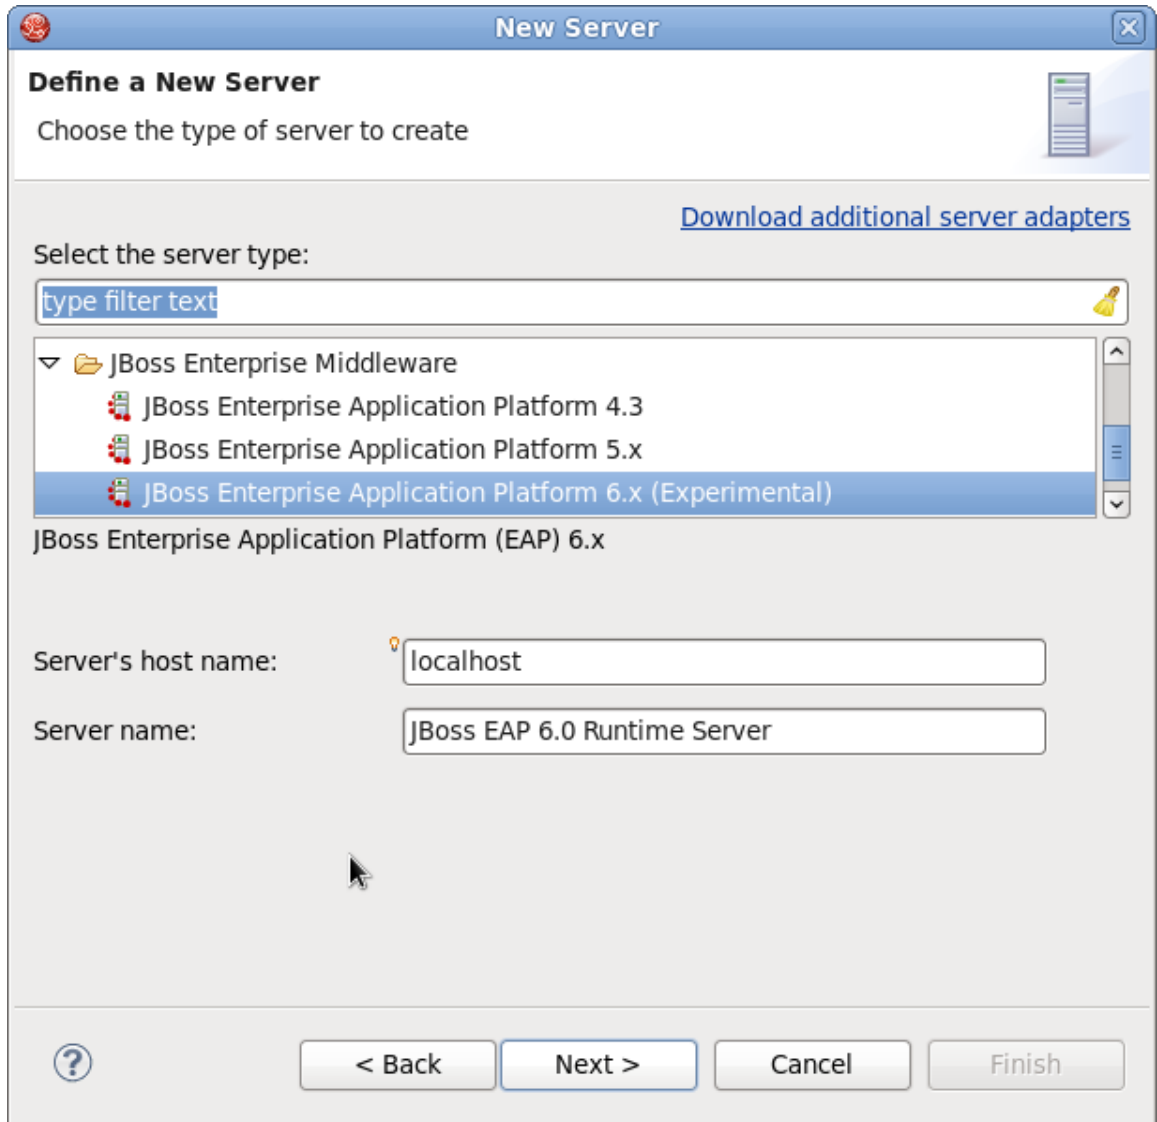 New Server
Define a New Server
Choose the type of server to create
Download additional server adapters
Select the server type:
type filter text
JBoss Enterprise Middleware
JBoss Enterprise Application Platform 4.3
JBoss Enterprise Application Platform 5.x
JBoss Enterprise Application Platform 6.x (Experimental)
JBoss Enterprise Application Platform (EAP) 6.x
Server's host name: localhost
Server name: JBoss EAP 6.0 Runtime Server
? < Back Next > Cancel Finish